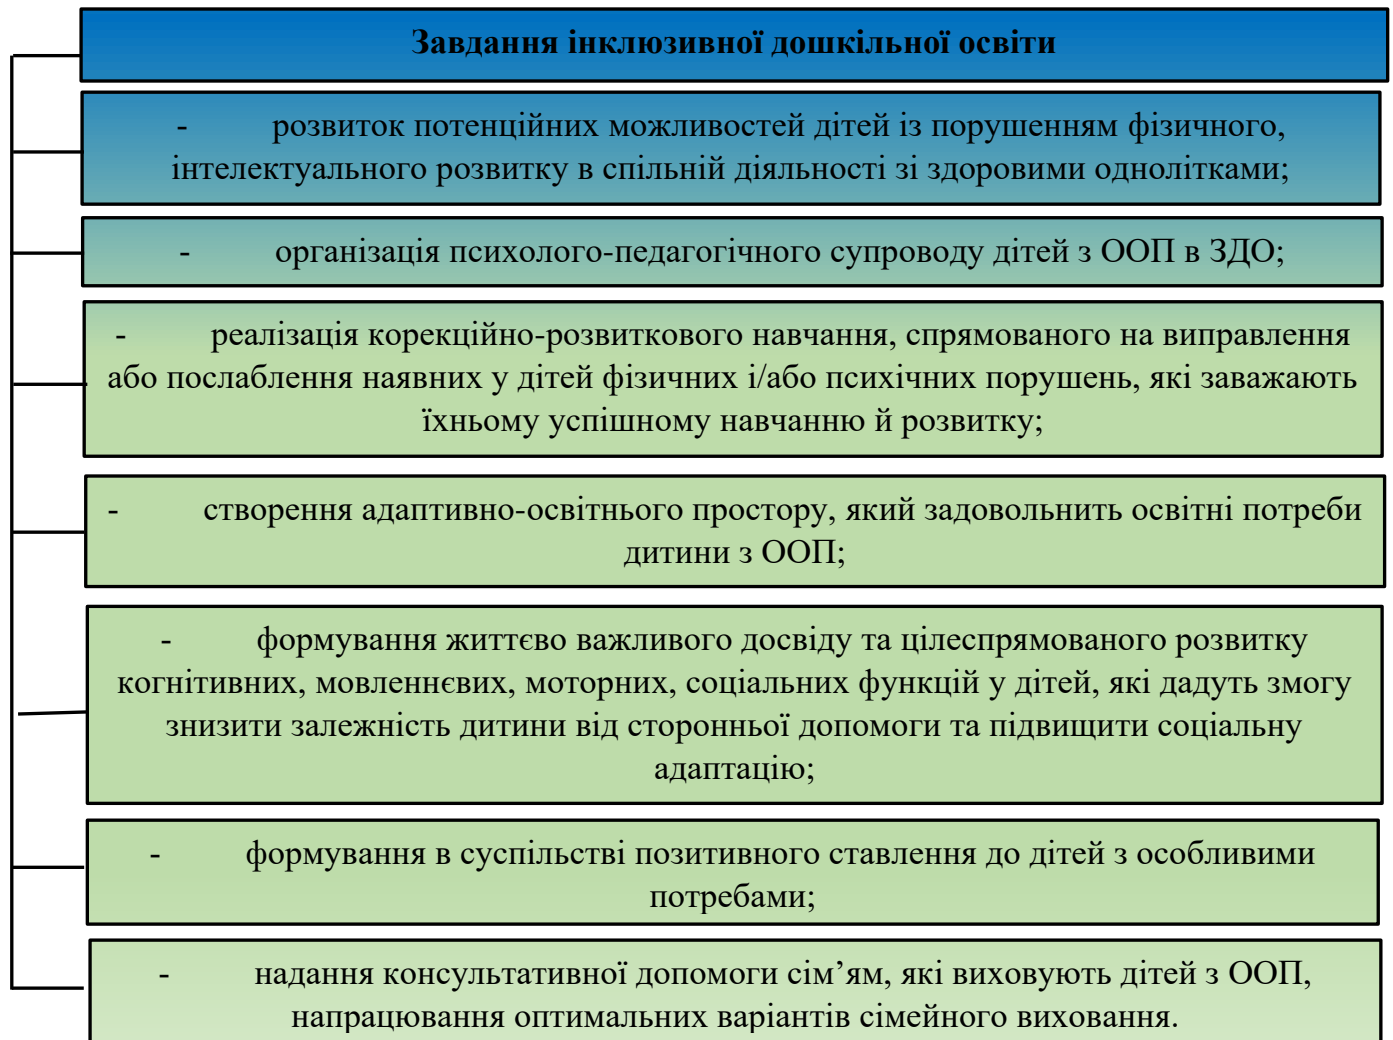 Завдання інклюзивної дошкільної освіти
- розвиток потенційних можливостей дітей із порушенням фізичного,
інтелектуального розвитку в спільній діяльності зі здоровими однолітками;
- організація психолого-педагогічного супроводу дітей з ООП в ЗДО;
- реалізація корекційно-розвиткового навчання, спрямованого на виправлення
або послаблення наявних у дітей фізичних і/або психічних порушень, які заважають
їхньому успішному навчанню й розвитку;
- створення адаптивно-освітнього простору, який задовольнить освітні потреби
дитини з ООП;
- формування життєво важливого досвіду та цілеспрямованого розвитку
когнітивних, мовленнєвих, моторних, соціальних функцій у дітей, які дадуть змогу
знизити залежність дитини від сторонньої допомоги та підвищити соціальну
адаптацію;
- формування в суспільстві позитивного ставлення до дітей з особливими
потребами;
- надання консультативної допомоги сім’ям, які виховують дітей з ООП,
напрацювання оптимальних варіантів сімейного виховання.